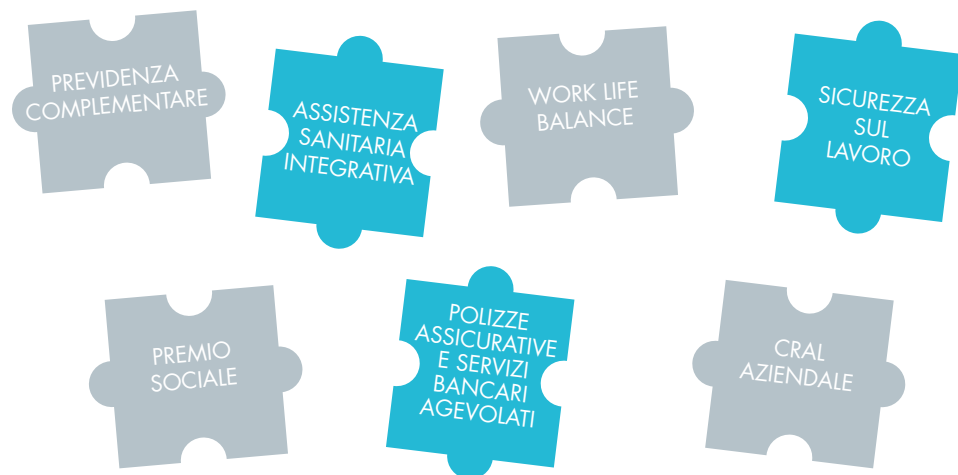 PREVIDENZA
COMPLEMENTARE
ASSISTENZA
SANITARIA
INTEGRATIVA
WORK LIFE
BALANCE
SICUREZZA
SUL
LAVORO
PREMIO
SOCIALE
POLIZZE
ASSICURATIVE
E SERVIZI
BANCARI
AGEVOLATI
CRAL
AZIENDALE